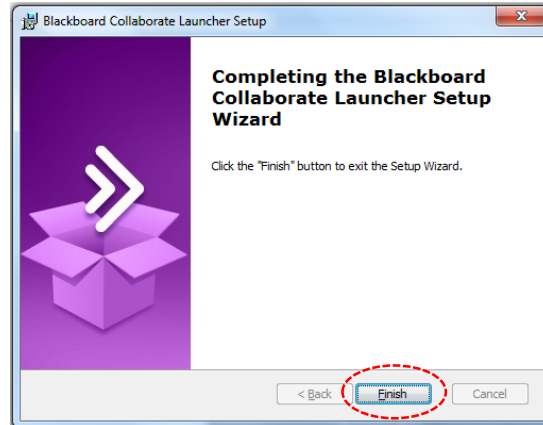 Blackboard Collaborate Launcher Setup
Completing the Blackboard
Collaborate Launcher Setup
Wizard
Click the "Finish" button to exit the Setup Wizard.
< Back Finish Cancel